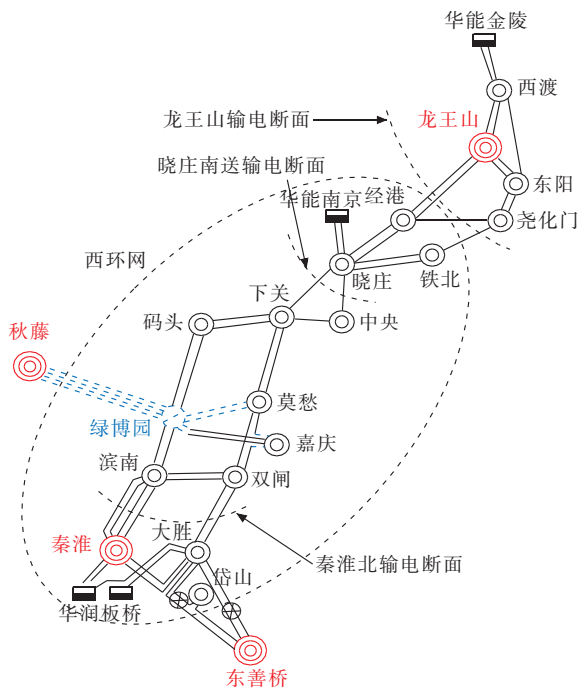 华能金陵
西渡
龙王山输电断面
龙王山
晓庄南送输电断面
东阳
华能南京
经港
尧化门
西环网
晓庄
铁北
下关
码头
中央
秋藤
莫愁
绿博园
嘉庆
滨南
双闸
大胜
秦淮
秦淮北输电断面
岱山
华润板桥
东善桥